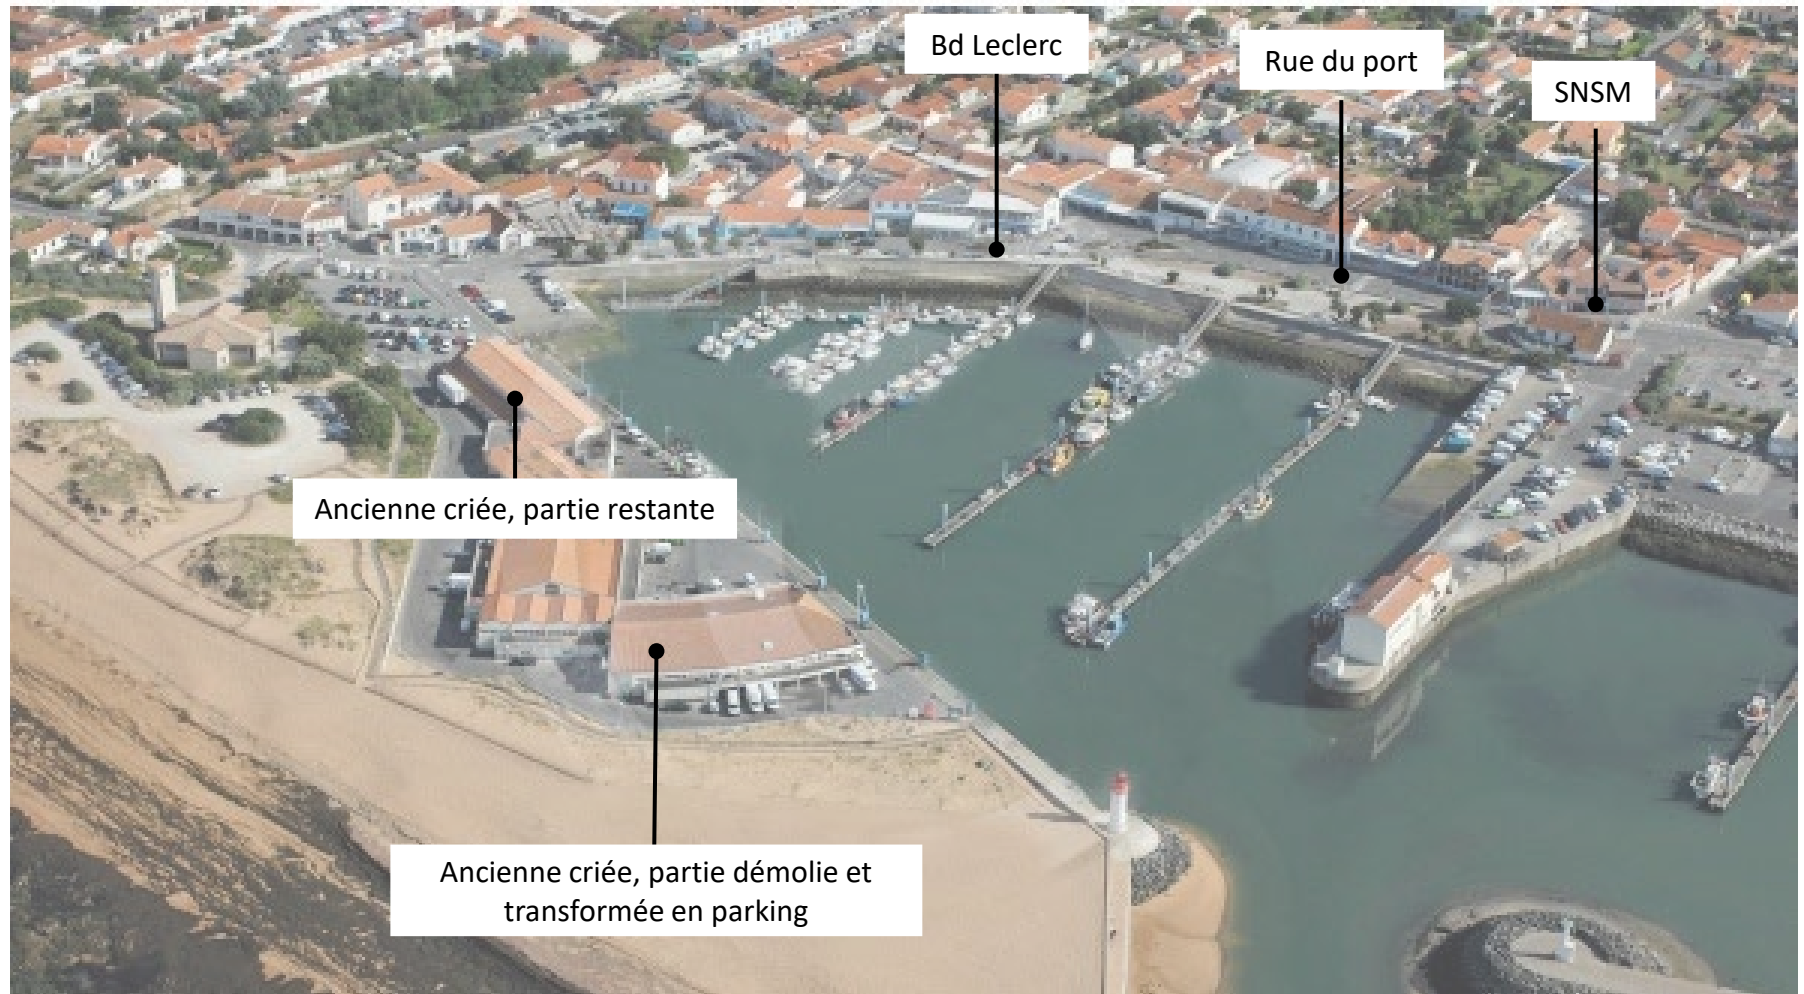 Bd Leclerc
Rue du port
SNSM
Ancienne criée, partie restante
Ancienne criée, partie démolie et
transformée en parking